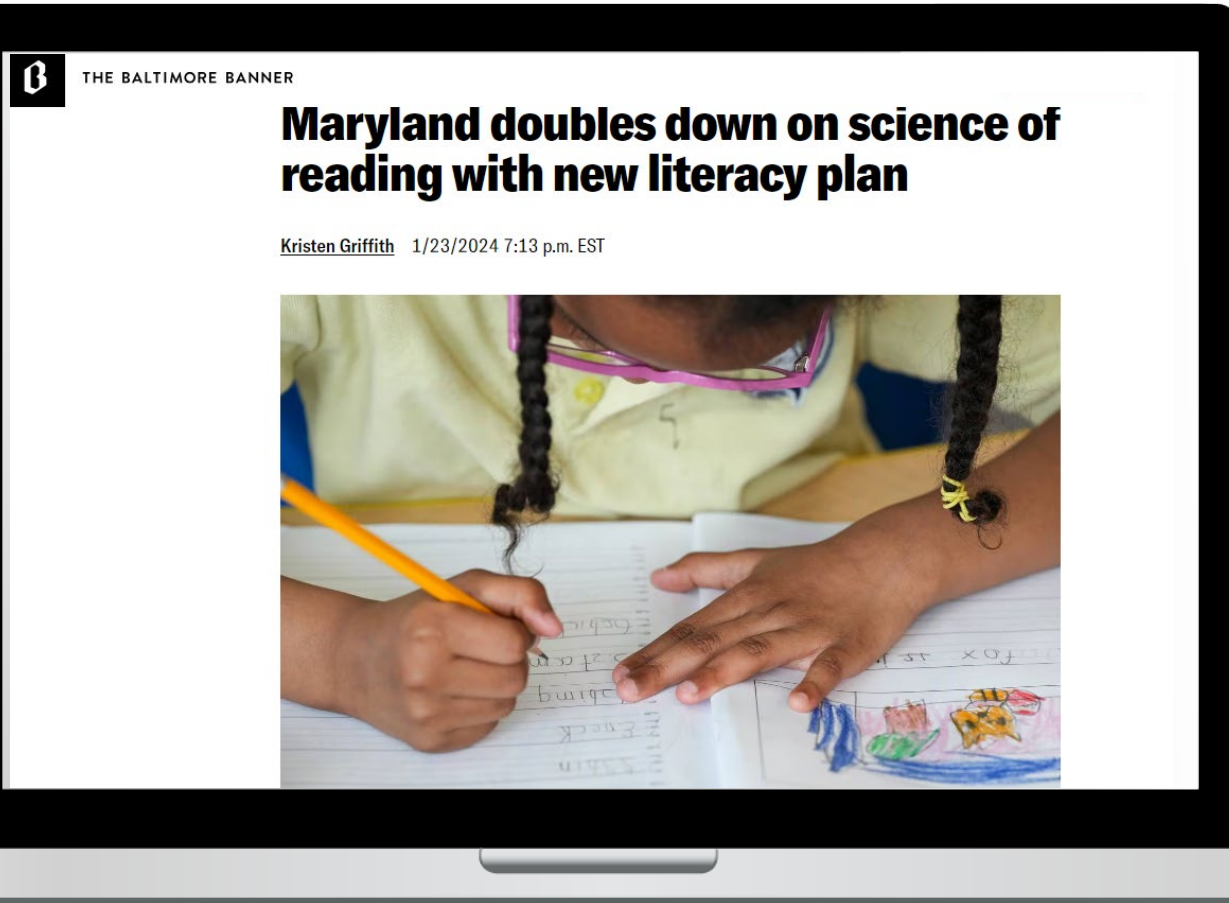 B THE BALTIMORE BANNER
Maryland doubles down on science of
reading with new literacy plan
Kristen Griffith 1/23/2024 7:13 p.m. EST
fox